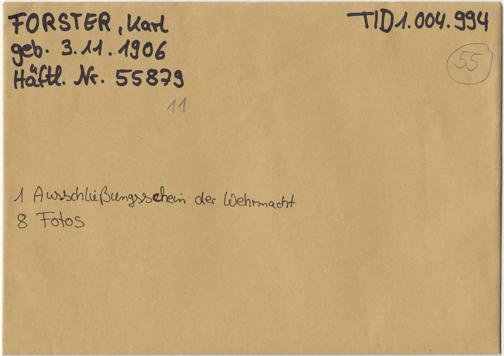 FORSTER, Karl
TID1.004.994
geb. 3.11.1906
55
Häftl. Nr. 55879
11
1 Ausschließungsschein der Wehrmacht
8 Fotos